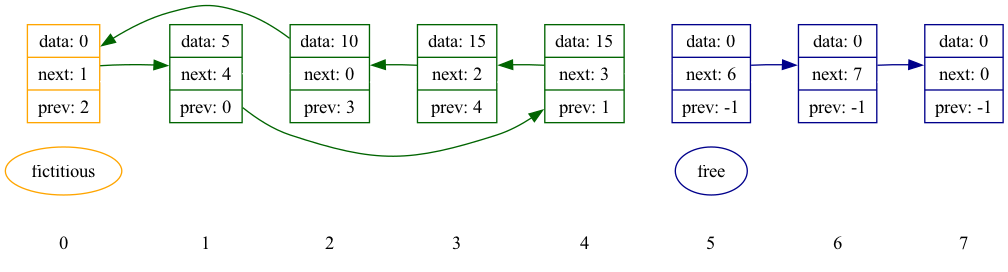 data: 0
next: 1
prev: 2
data: 5
next: 4
prev: 0
data: 10
next: 0
prev: 3
data: 15
next: 2
prev: 4
data: 15
next: 3
prev: 1
data: 0
next: 6
prev: -1
data: 0
next: 7
prev: -1
data: 0
next: 0
prev: -1
fictitious
free
0 1 2 3 4 5 6 7